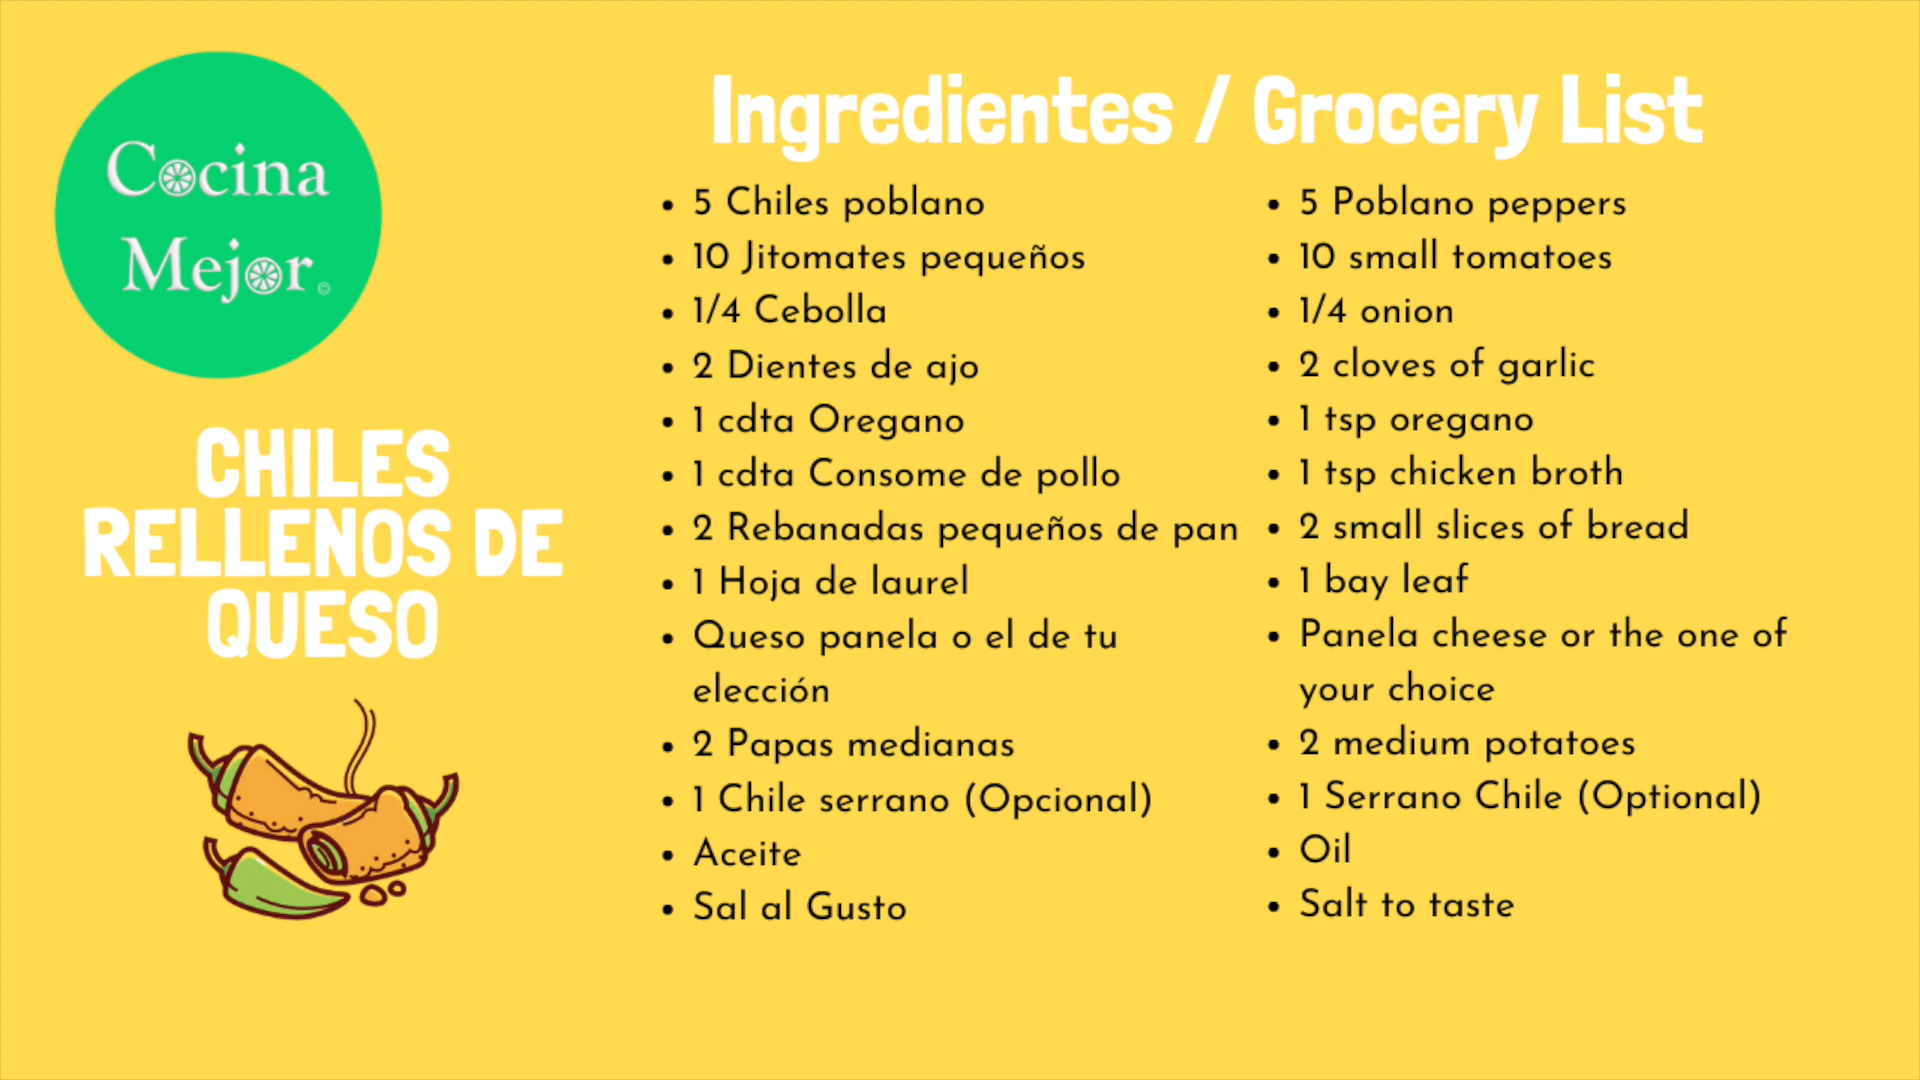 Cocina
Mejor ©
CHILES
RELLENOS DE
QUESO
Ingredientes / Grocery List
• 5 Chiles poblano
• 10 Jitomates pequeños
• 1/4 Cebolla
• 2 Dientes de ajo
• 1 cdta Oregano
• 1 cdta Consome de pollo
• 2 Rebanadas pequeños de pan
• 1 Hoja de laurel
• Queso panela o el de tu
elección
• 2 Papas medianas
• 1 Chile serrano (Opcional)
• Aceite
• Sal al Gusto
• 5 Poblano peppers
• 10 small tomatoes
• 1/4 onion
• 2 cloves of garlic
• 1 tsp oregano
• 1 tsp chicken broth
• 2 small slices of bread
• 1 bay leaf
• Panela cheese or the one of
your choice
• 2 medium potatoes
• 1 Serrano Chile (Optional)
• Oil
• Salt to taste